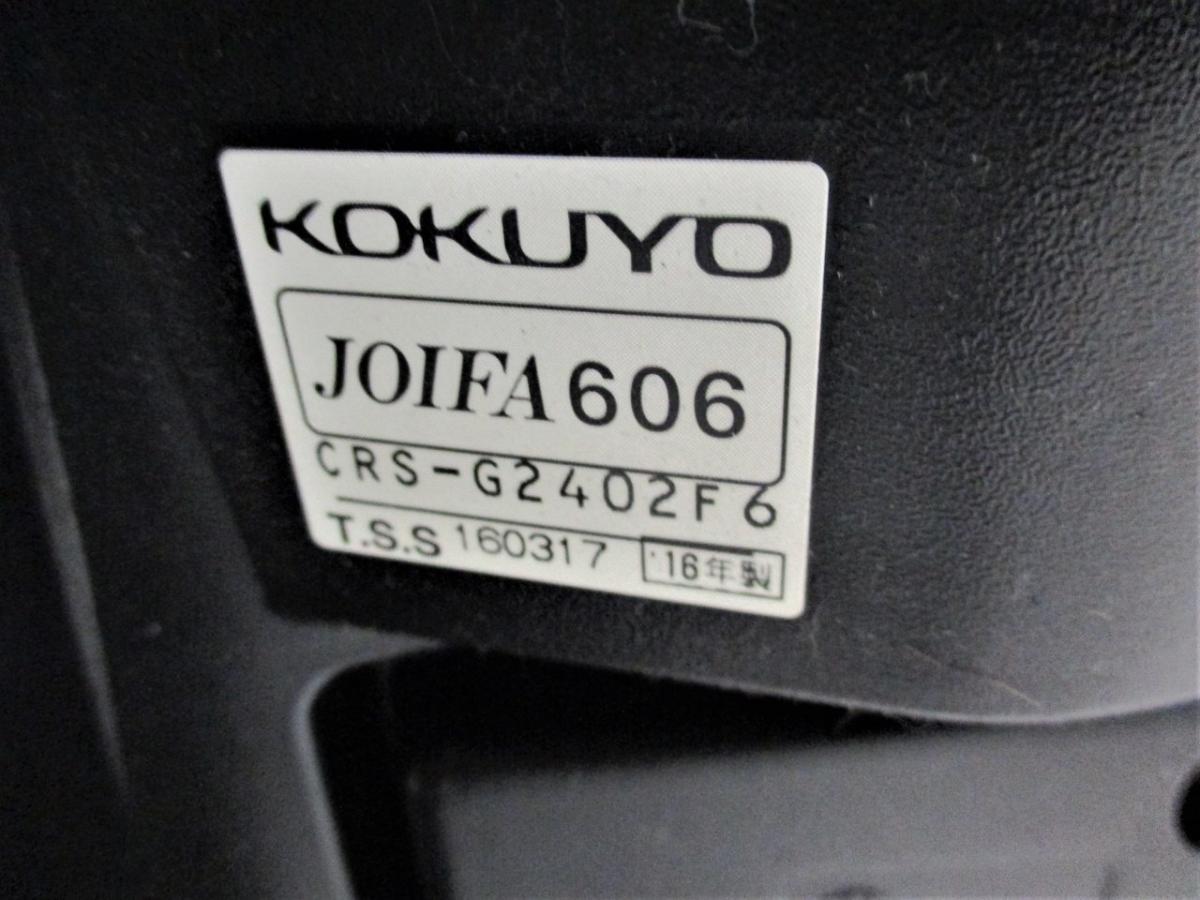 KOKUYO
JOIFA 606
CRS-G2402F6
T.S.S 160317 '16年製